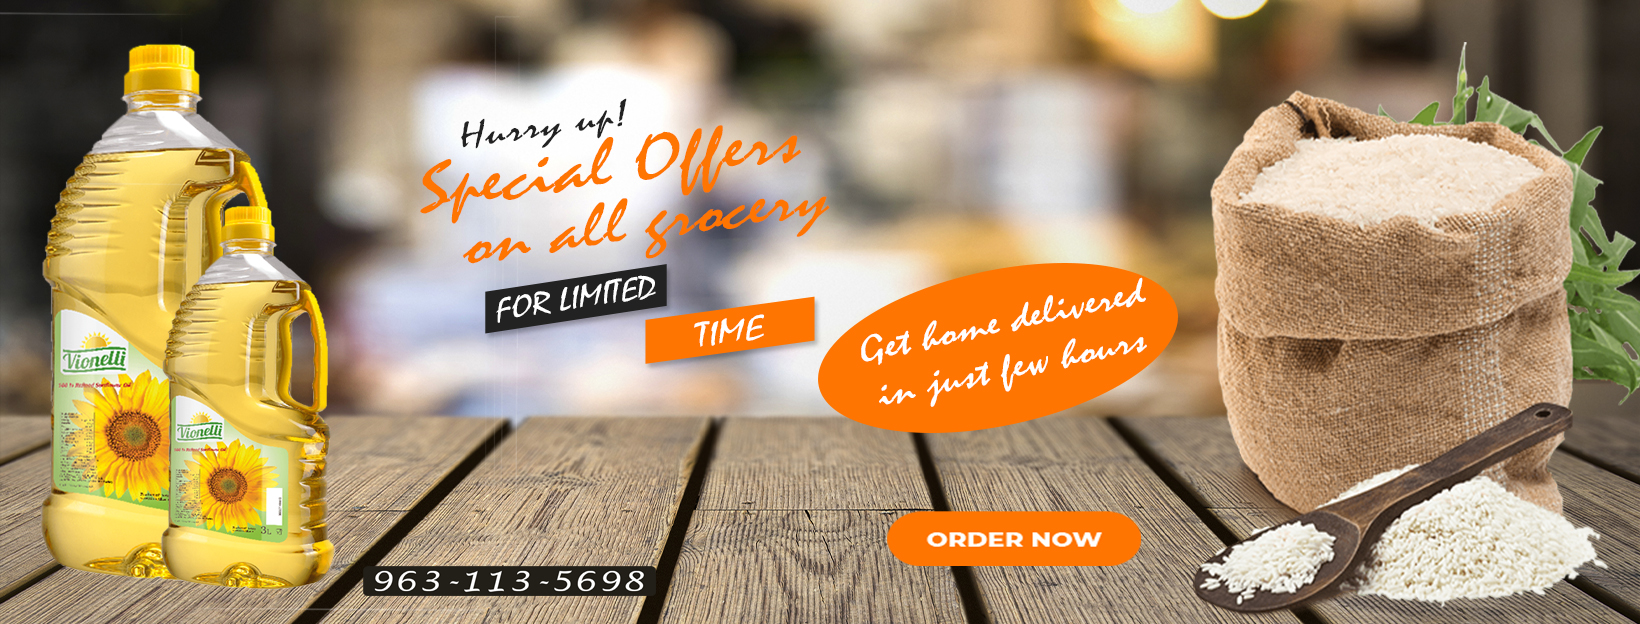 Hurry up!
Special Offers
on all grocery
FOR LIMITED
TIME
Get home delivered
in just few hours
ORDER NOW
963-113-5698
Vionelli
Vionelli
3L